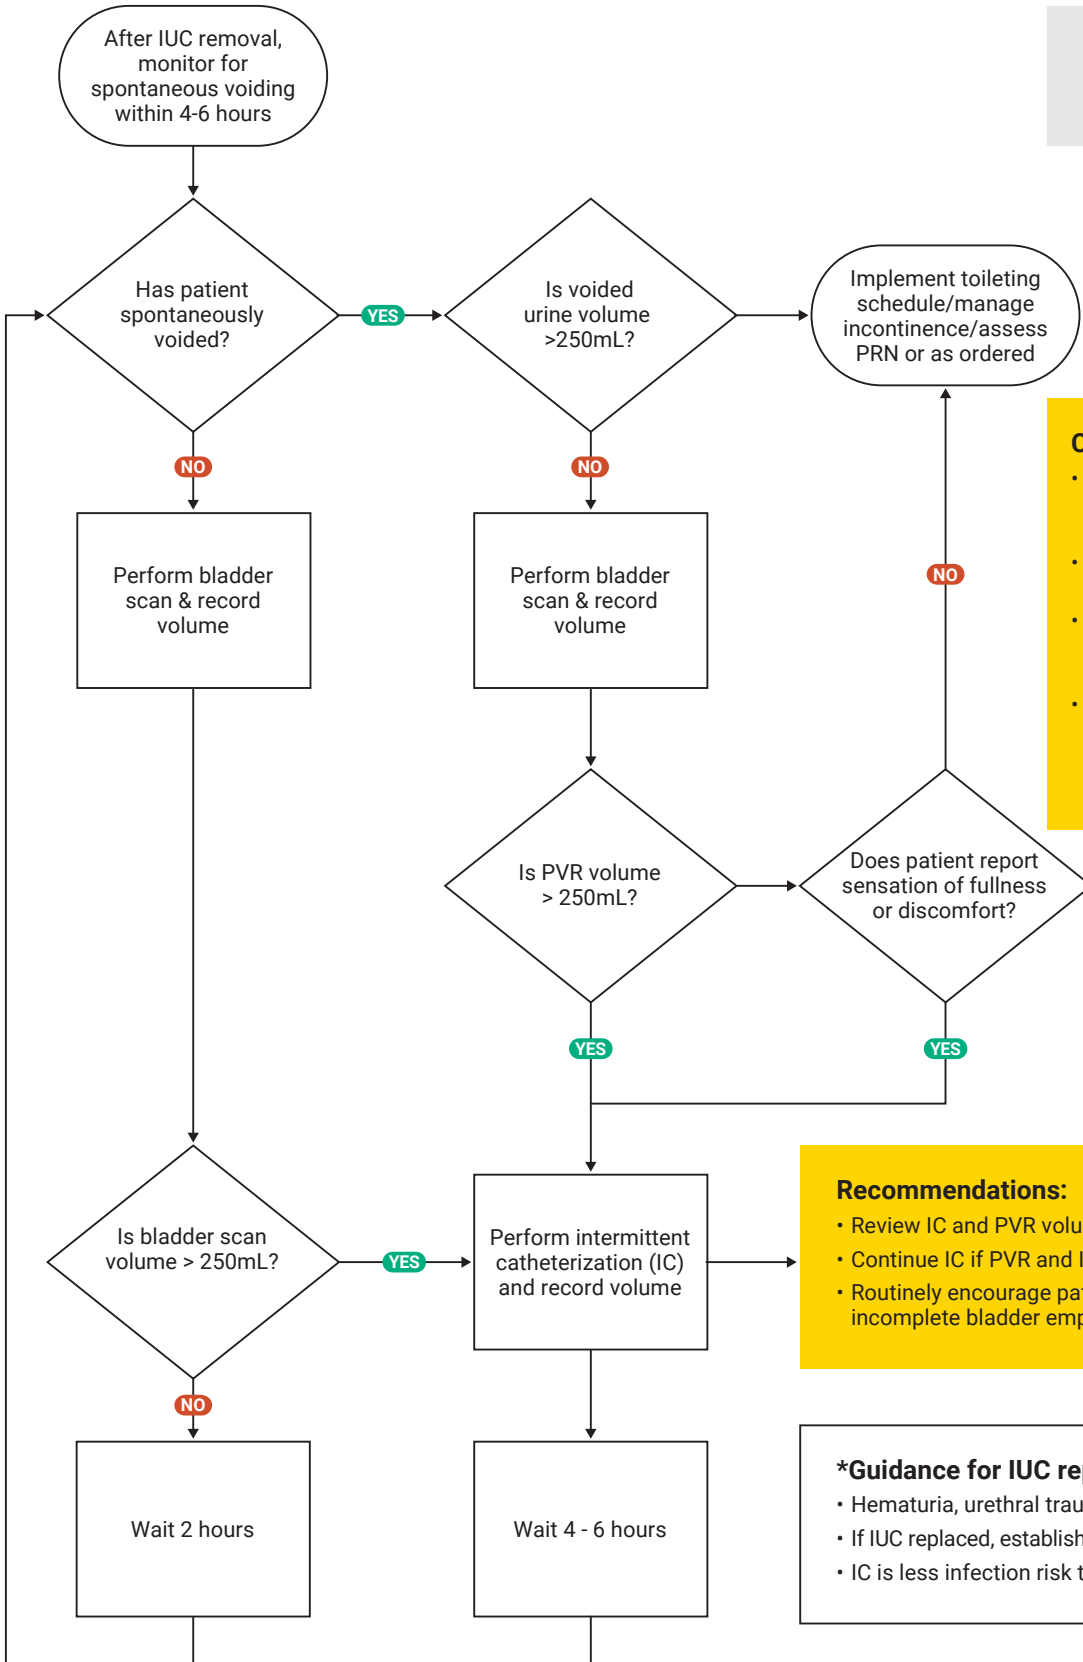 After IUC removal,
monitor for
spontaneous voiding
within 4-6 hours
Has patient
spontaneously
voided?
YES
Is voided
urine volume
>250mL?
Implement toileting
schedule/manage
incontinence/assess
PRN or as ordered
NO
NO
Perform bladder
scan & record
volume
Perform bladder
scan & record
volume
NO
Is PVR volume
> 250mL?
Does patient report
sensation of fullness
or discomfort?
YES
YES
Is bladder scan
volume > 250mL?
YES
Perform intermittent
catheterization (IC)
and record volume
Recommendations:
• Review IC and PVR
• Continue IC if PVR and
• Routinely encourage
incomplete bladder
NO
Wait 2 hours
Wait 4 - 6 hours
*Guidance for IUC
• Hematuria, urethral
• If IUC replaced, establish
• IC is less infection risk